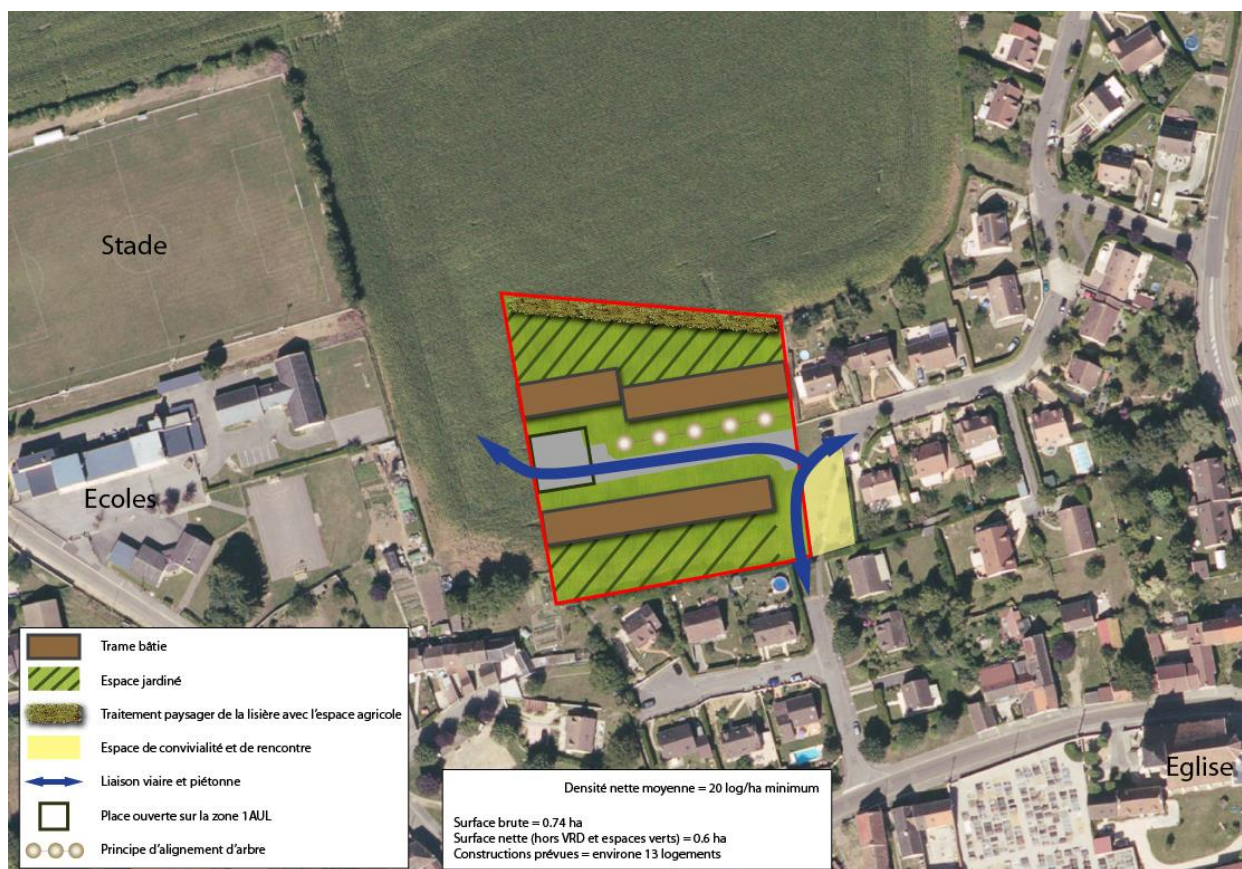 Stade
Ecoles
Eglise
Trame bâtie
Espace jardiné
Traitement paysager de la lisière avec l'espace agricole
Espace de convivialité et de rencontre
Liaison viaire et piétonne
Place ouverte sur la zone 1AUL
Principe d'alignement d'arbre
Densité nette moyenne = 20 log/ha minimum
Surface brute = 0.74 ha
Surface nette (hors VRD et espaces verts) = 0.6 ha
Constructions prévues = environ 13 logements